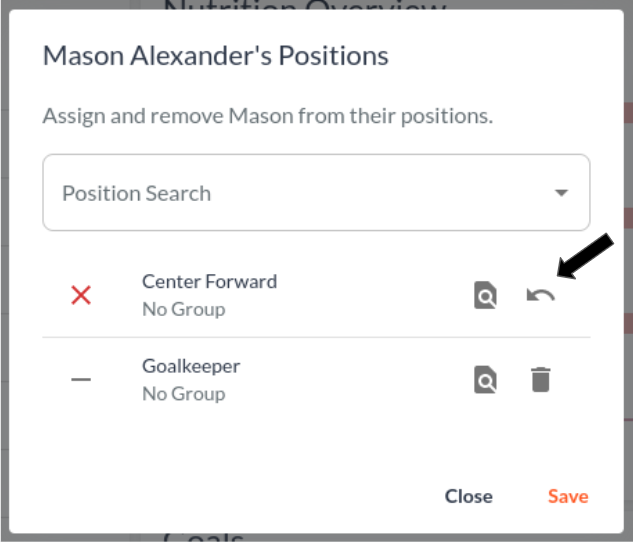 Nutrition Overview
Mason Alexander's Positions
Assign and remove Mason from their positions.
Position Search
Center Forward
No Group
Goalkeeper
No Group
Close
Save
Goals